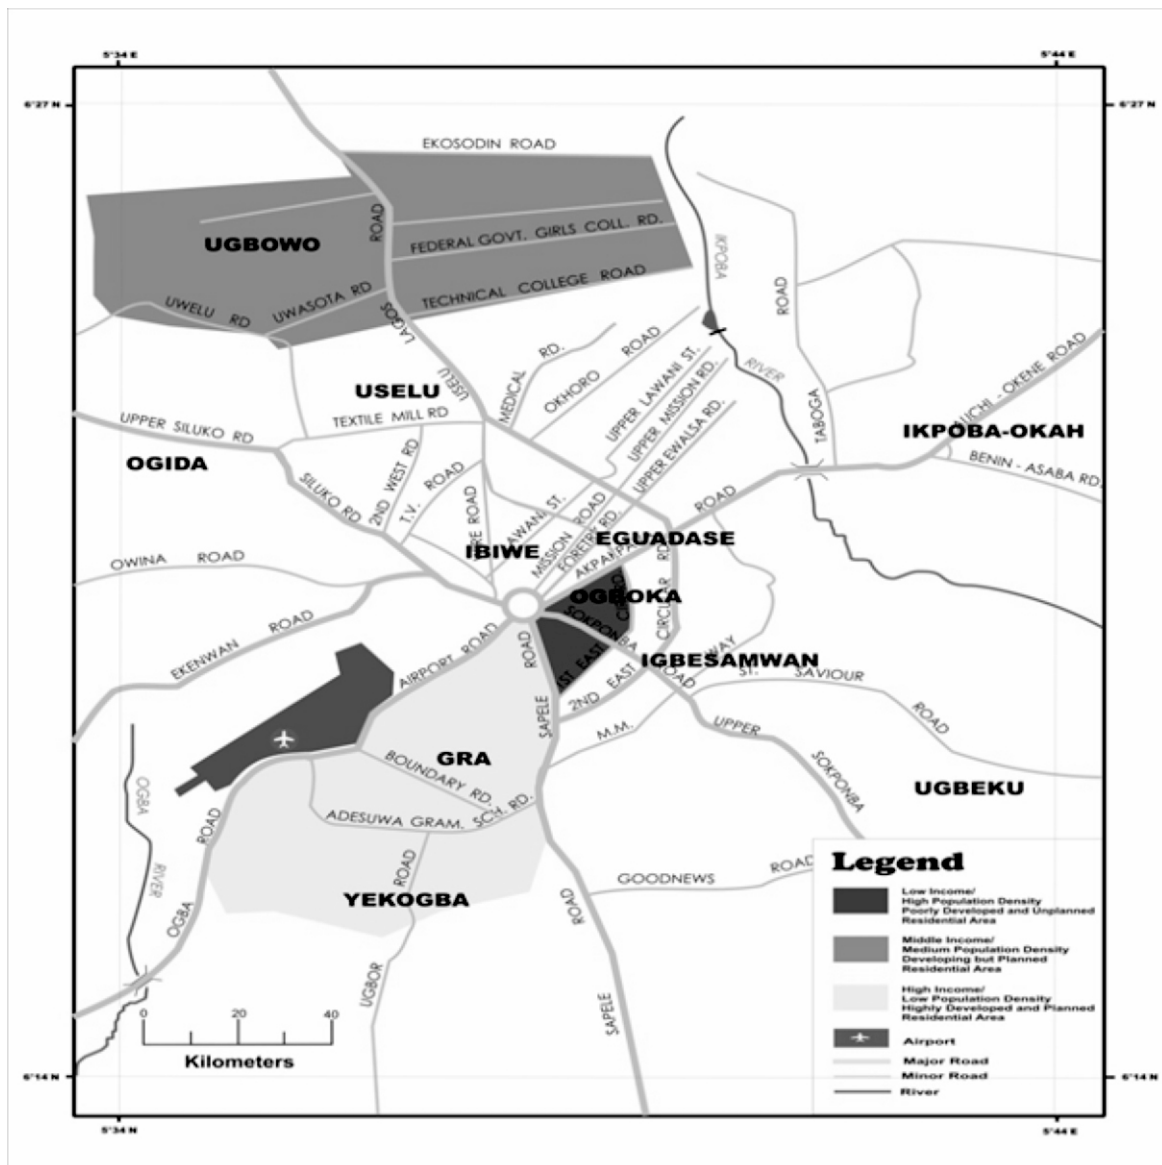 5°34 E
5°44 E
6°27 N
6°27 N
EKOSODIN ROAD
ROAD
FEDERAL GOVT. GIRLS COLL. RD.
UGBOWO
IKPOBA
TECHNICAL COLLEGE ROAD
UWELU RD
UWASOTA RD
ROAD
LAGOS
USELU
MEDICAL RD.
OKHORO ROAD
RIVER
USELU
UPPER LAWANI ST.
UPPER MISSION RD.
UPPER EWALSA RD.
TABOGA
AUCHI - OKENE ROAD
UPPER SILUKO RD
TEXTILE MILL RD
IKPOBA-OKAH
OGIDA
2ND WEST RD
T.V. ROAD
BENIN - ASABA RD.
SILUKO RD
ROAD
LAWANI ST.
MISSION ROAD
FORETRY RD.
EGUADASE
IBIWE
OWINA ROAD
OGBOKA
CIRCULAR RD
SOKPONBA ROAD
EKENWAN ROAD
AIRPORT ROAD
ROAD
1ST EAST
IGBESAMWAN
WAY
ST. SAVIOUR
ROAD
2ND EAST
SAPELE
M.M.
UPPER
SOKPONBA
GRA
BOUNDARY RD.
OGBA
UGBEKU
ADESUWA GRAM. SCH. RD.
ROAD
RIVER
ROAD
GOODNEWS ROAD
YEKOGBA
ROAD
OGBA
UGBOR
SAPELE
0 20 40
Kilometers
Legend
Low Income/
High Population Density
Poorly Developed and Unplanned
Residential Area
Middle Income/
Medium Population Density
Developing but Planned
Residential Area
High Income/
Low Population Density
Highly Developed and Planned
Residential Area
Airport
Major Road
Minor Road
River
6°14 N
6°14 N
5°34 N
5°44 E